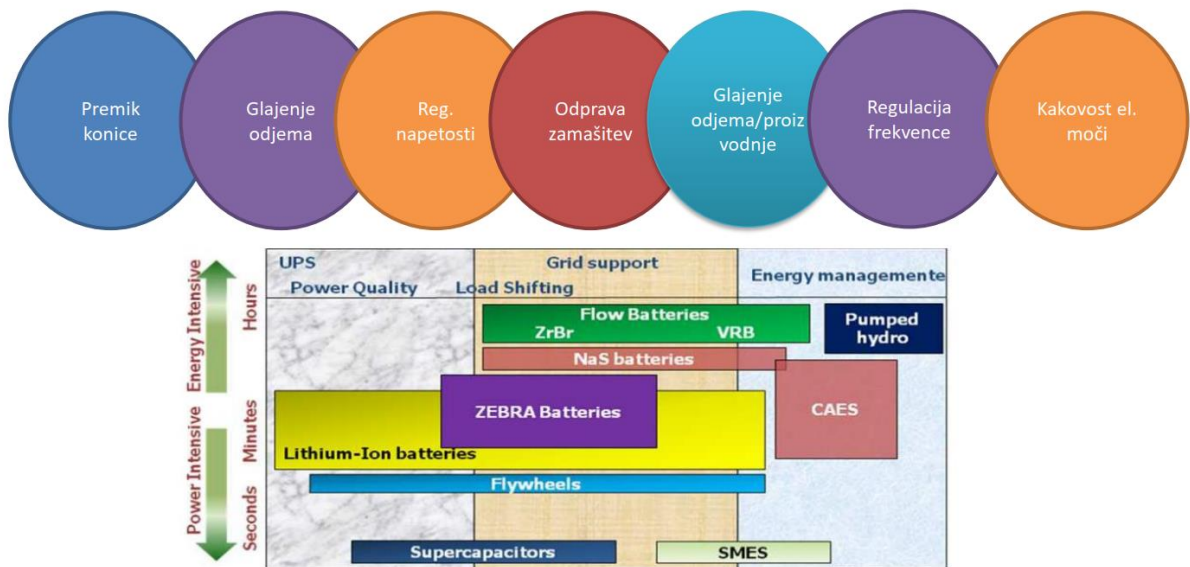 Premik
konice
Glajenje
odjema
Reg.
napetosti
Odprava
zamašitev
Glajenje
odjema/proiz
vodnje
Regulacija
frekvence
Kakovost el.
moči
UPS
Grid support
Energy managemente
Power Quality
Load Shifting
Energy Intensive
Power Intensive
Hours
Minutes
Seconds
Flow Batteries
ZrBr
VRB
Pumped
hydro
NaS batteries
ZEBRA Batteries
CAES
Lithium-Ion batteries
Flywheels
Supercapacitors
SMES